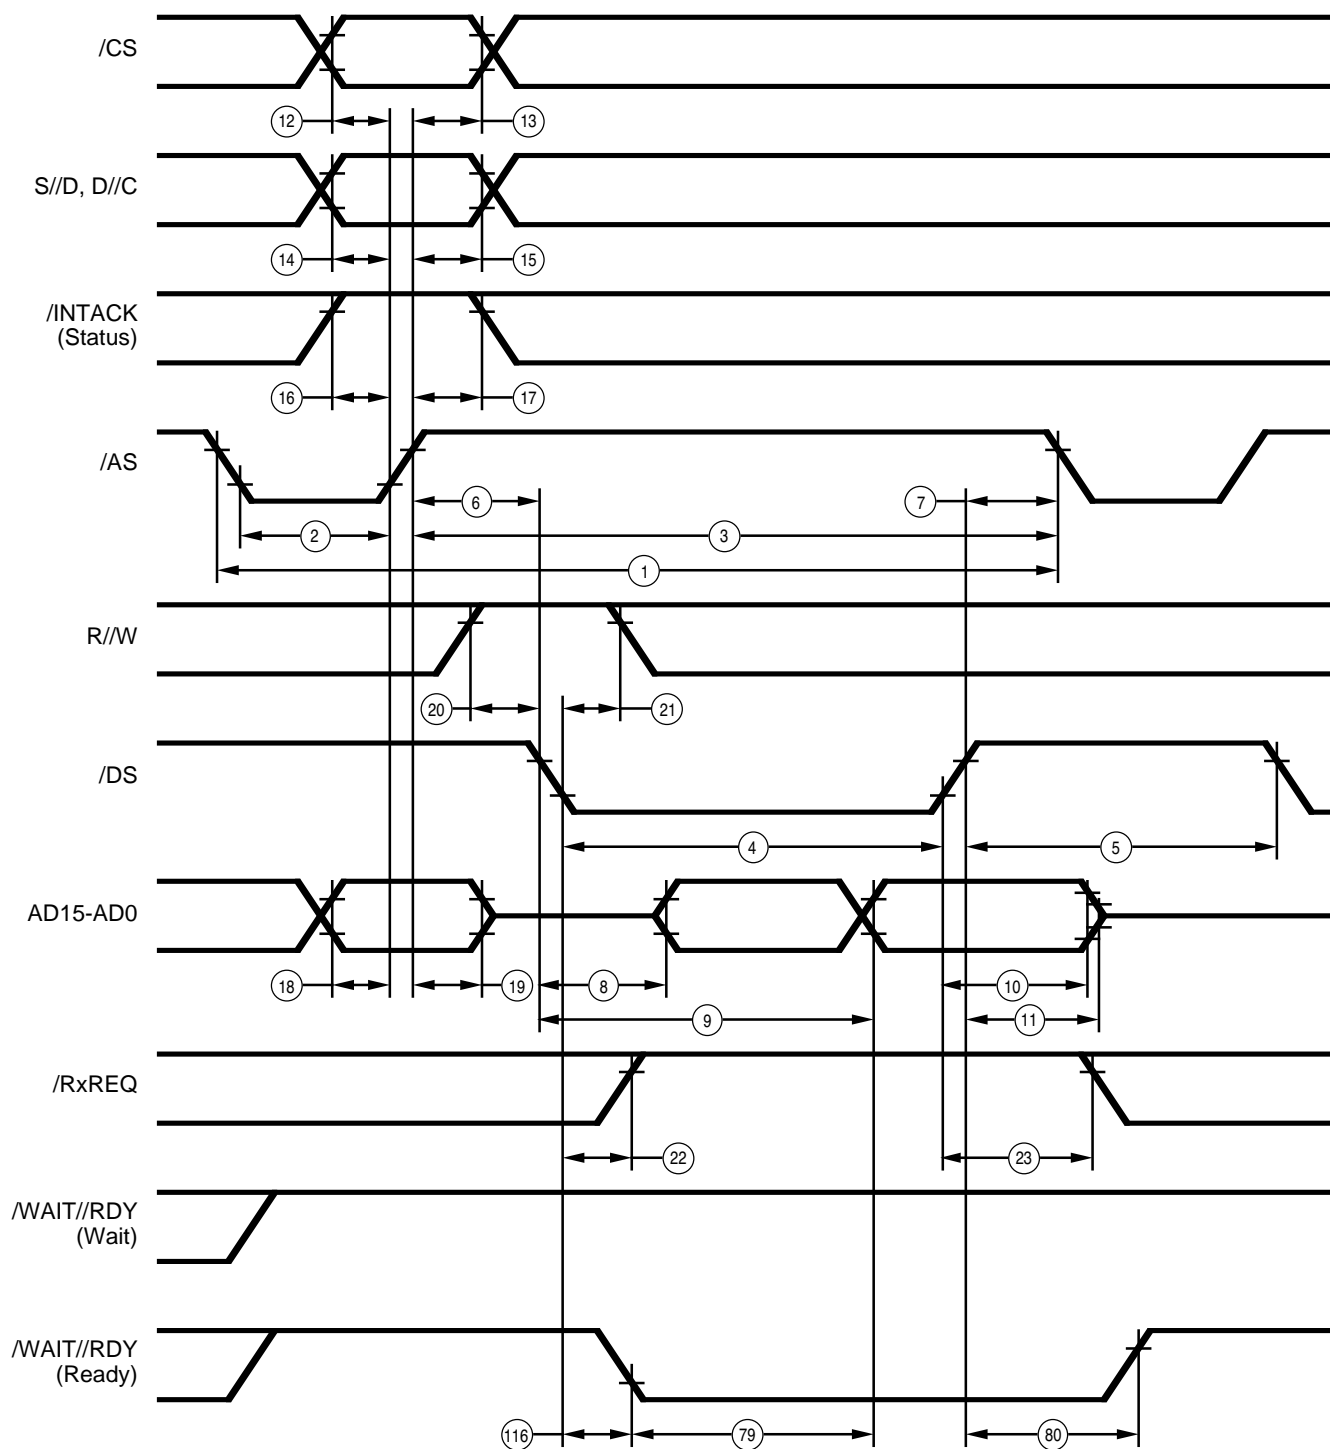 /CS
12
13
S//D, D//C
14
15
/INTACK
(Status)
16
17
/AS
6
7
2
3
1
R//W
20
21
/DS
4
5
AD15-AD0
18
19
8
10
9
11
/RxREQ
22
23
/WAIT//RDY
(Wait)
/WAIT//RDY
(Ready)
116
79
80